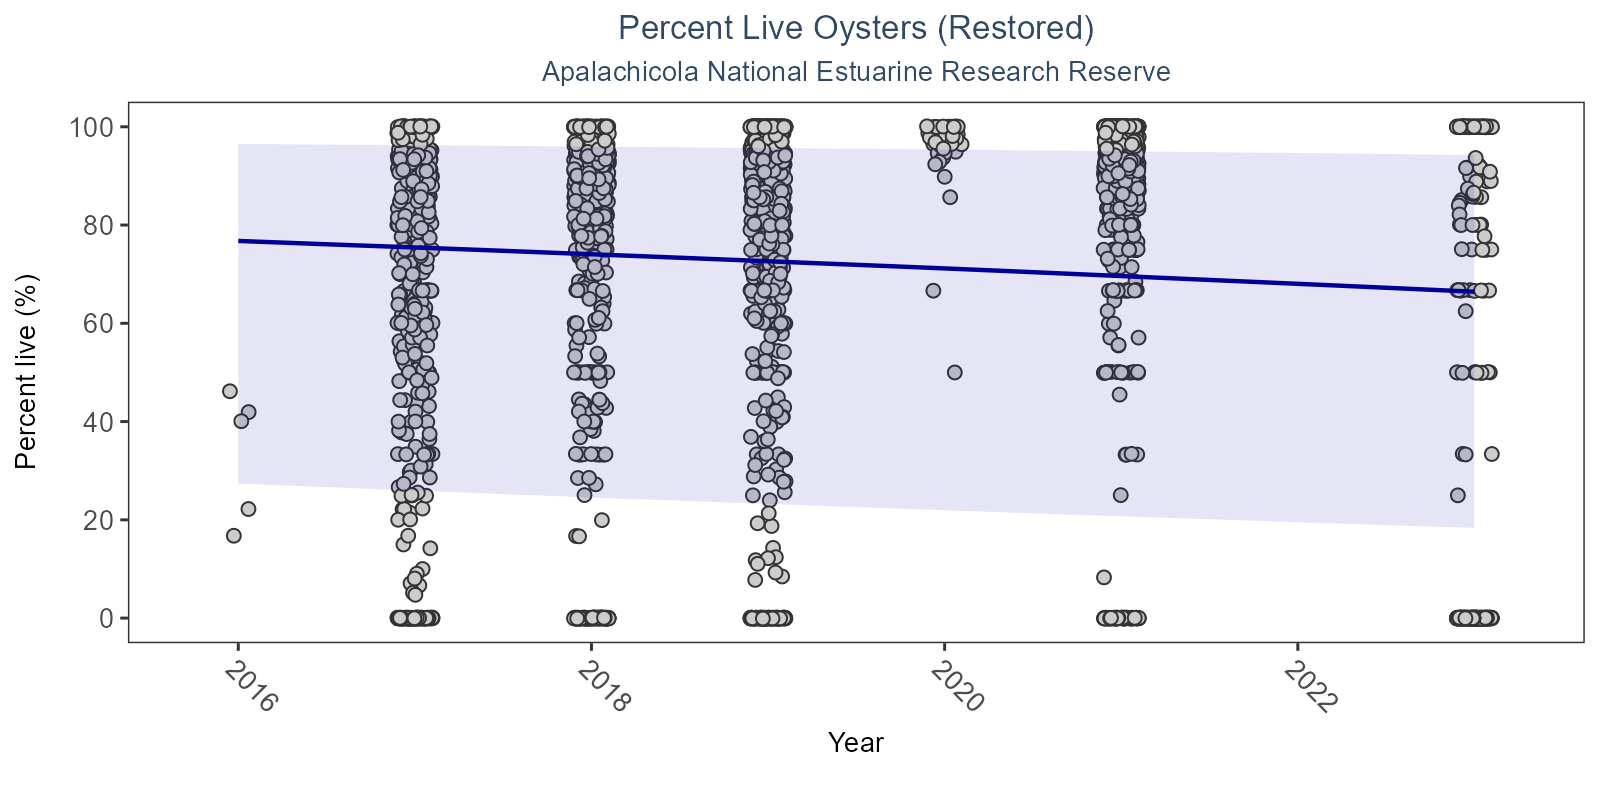 Percent Live Oysters (Restored)
Apalachicola National Estuarine Research Reserve
Percent live (%)
100
80
60
40
20
0
2016
2018
2020
2022
Year